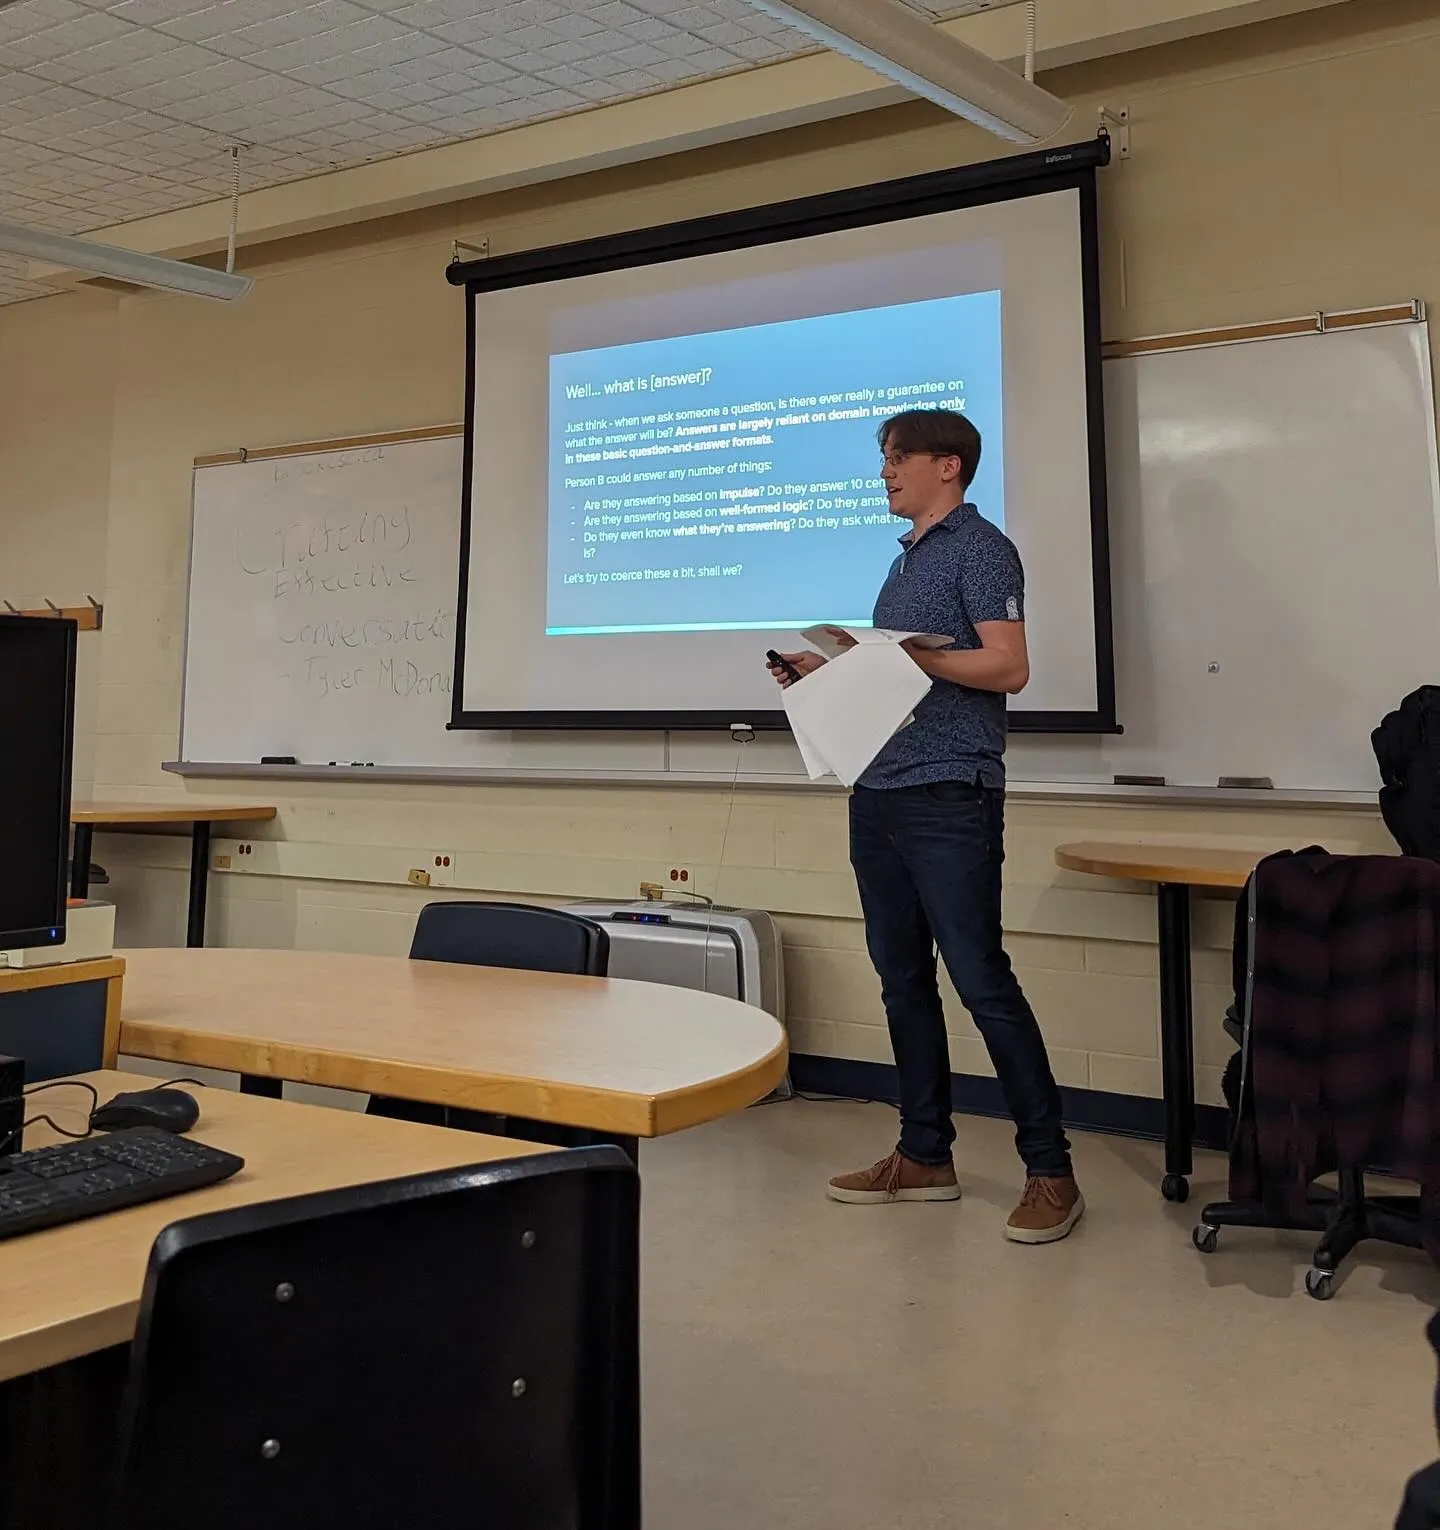 InFocus
Well... what is [answer]?
Just think - when we ask someone a question, is there ever really a guarantee on
what the answer will be? Answers are largely reliant on domain knowledge only
in these basic question-and-answer formats.
Person B could answer any number of things:
- Are they answering based on impulse? Do they answer 10 cen
- Are they answering based on well-formed logic? Do they answ
- Do they even know what they're answering? Do they ask what
is?
Let's try to coerce these a bit, shall we?
Crafting
Effective
Conversati
- Tyler McDona